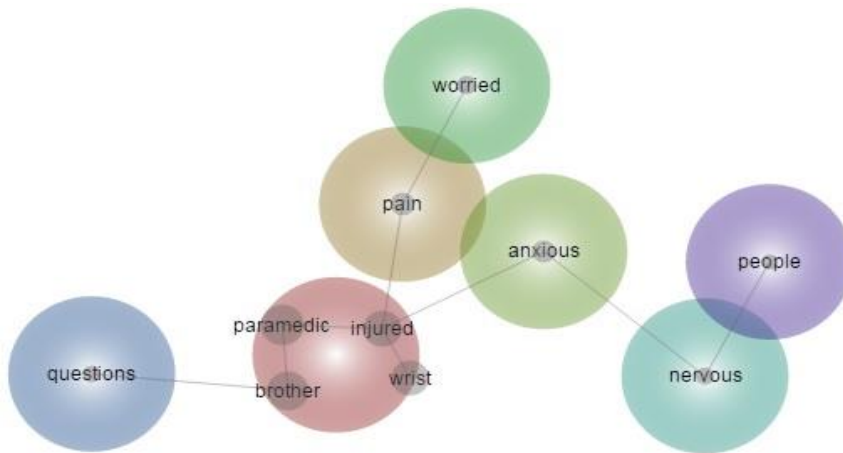 worried
pain
anxious
people
paramedic
injured
questions
wrist
nervous
brother